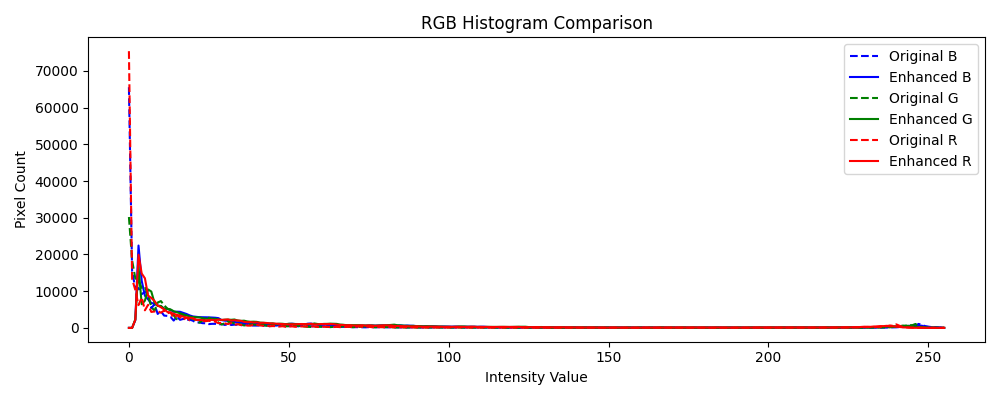 RGB Histogram Comparison
Original B
Enhanced B
Original G
Enhanced G
Original R
Enhanced R
Pixel Count
70000
60000
50000
40000
30000
20000
10000
0
0 50 100 150 200 250
Intensity Value